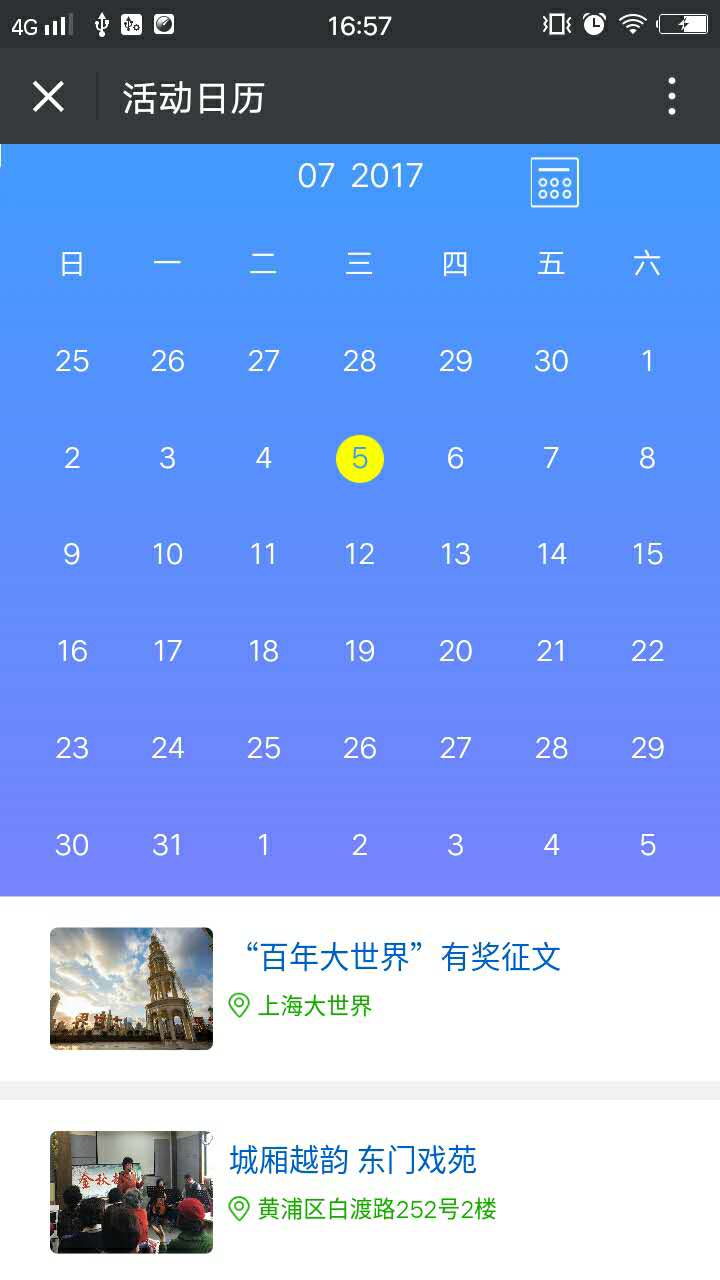 4G 16:57
活动日历
07 2017
日 一 二 三 四 五 六
25 26 27 28 29 30 1
2 3 4 5 6 7 8
9 10 11 12 13 14 15
16 17 18 19 20 21 22
23 24 25 26 27 28 29
30 31 1 2 3 4 5
“百年大世界”有奖征文
上海大世界
城厢越韵 东门戏苑
金秋
黄浦区白渡路252号2楼